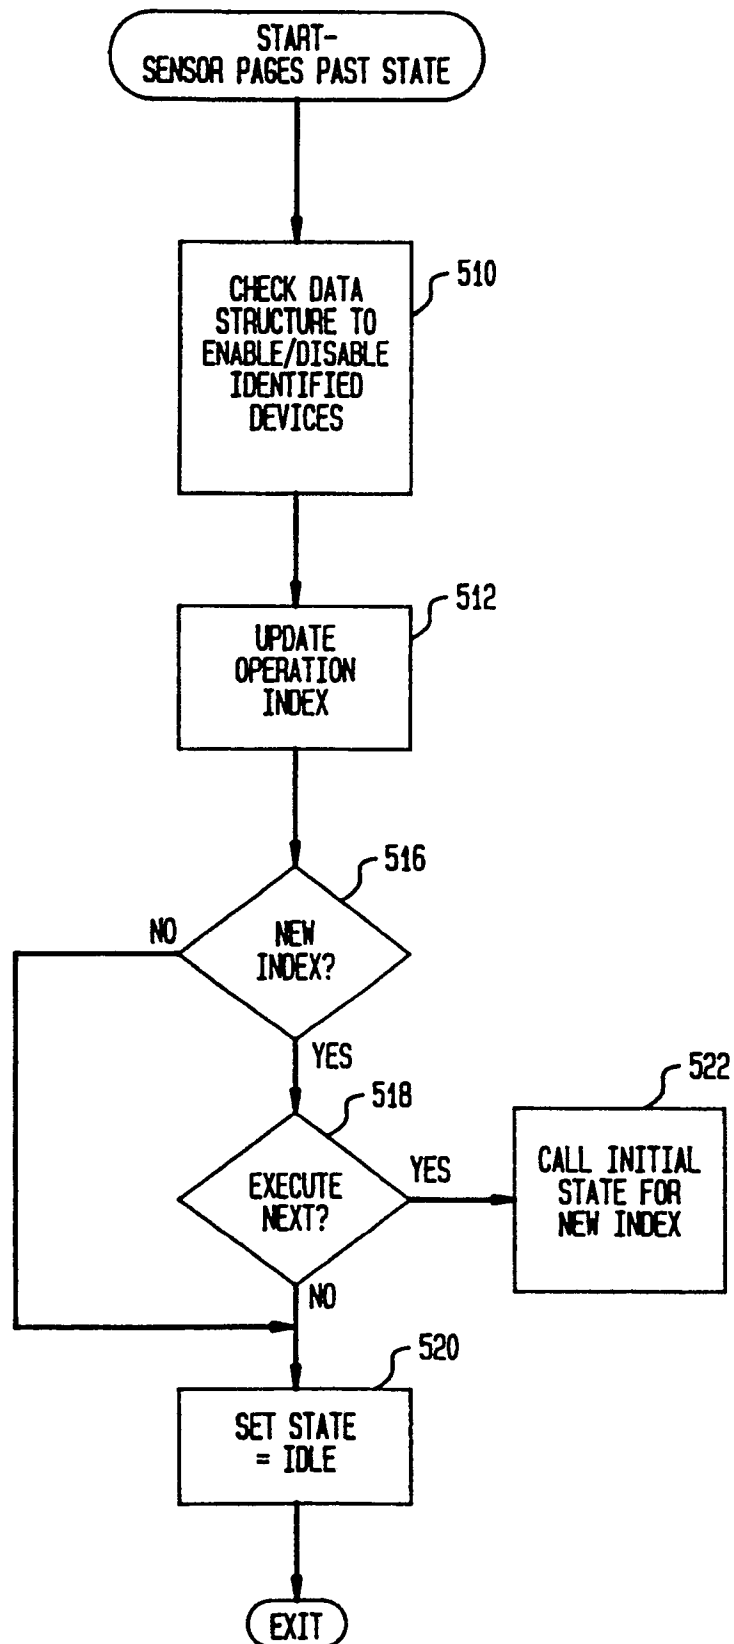 START-
SENSOR PAGES PAST STATE
CHECK DATA
STRUCTURE TO
ENABLE/DISABLE
IDENTIFIED
DEVICES
510
UPDATE
OPERATION
INDEX
512
NEW
INDEX?
516
NO
YES
EXECUTE
NEXT?
518
YES
CALL INITIAL
STATE FOR
NEW INDEX
522
NO
SET STATE
= IDLE
520
EXIT